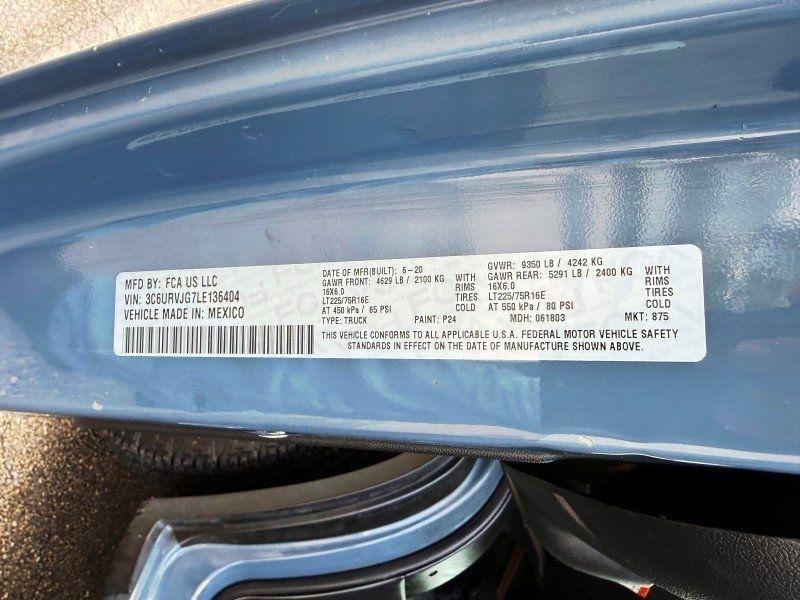 MFD BY: FCA US LLC
VIN: 3C6URVJG7LE136404
VEHICLE MADE IN: MEXICO
DATE OF MFR(BUILT): 6-20
GAWR FRONT: 4629 LB / 2100 KG WITH
16X6.0 RIMS
LT225/75R16E TIRES
AT 450 kPa / 65 PSI COLD
TYPE: TRUCK PAINT: P24
GVWR: 9350 LB / 4242 KG
GAWR REAR: 5291 LB / 2400 KG WITH
16X6.0 RIMS
LT225/75R16E TIRES
AT 550 kPa / 80 PSI COLD
MDH: 061803 MKT: 875
THIS VEHICLE CONFORMS TO ALL APPLICABLE U.S.A. FEDERAL MOTOR VEHICLE SAFETY
STANDARDS IN EFFECT ON THE DATE OF MANUFACTURE SHOWN ABOVE.